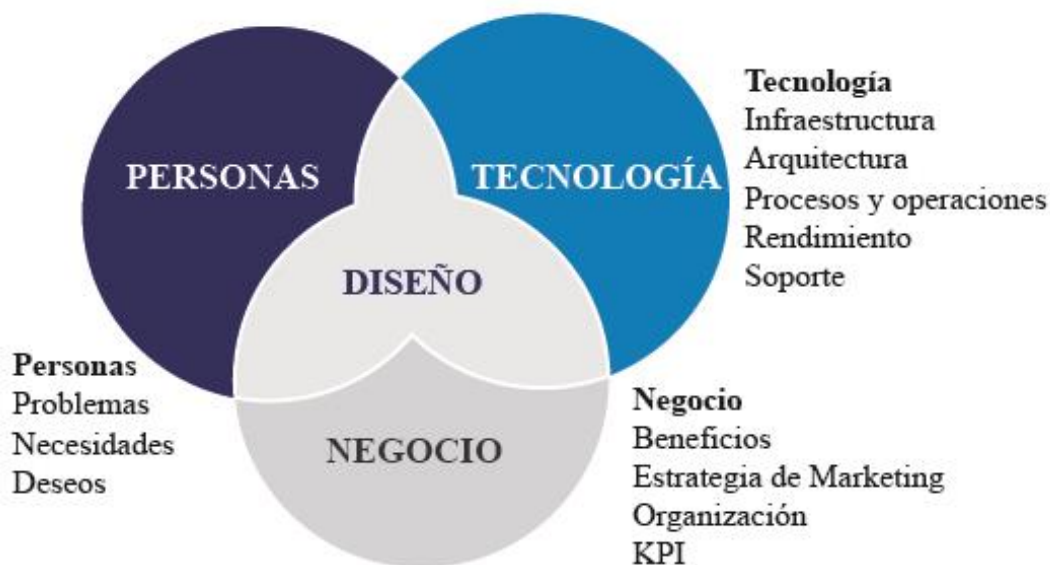 PERSONAS
TECNOLOGÍA
DISEÑO
NEGOCIO
Tecnología
Infraestructura
Arquitectura
Procesos y operaciones
Rendimiento
Soporte
Personas
Problemas
Necesidades
Deseos
Negocio
Beneficios
Estrategia de Marketing
Organización
KPI